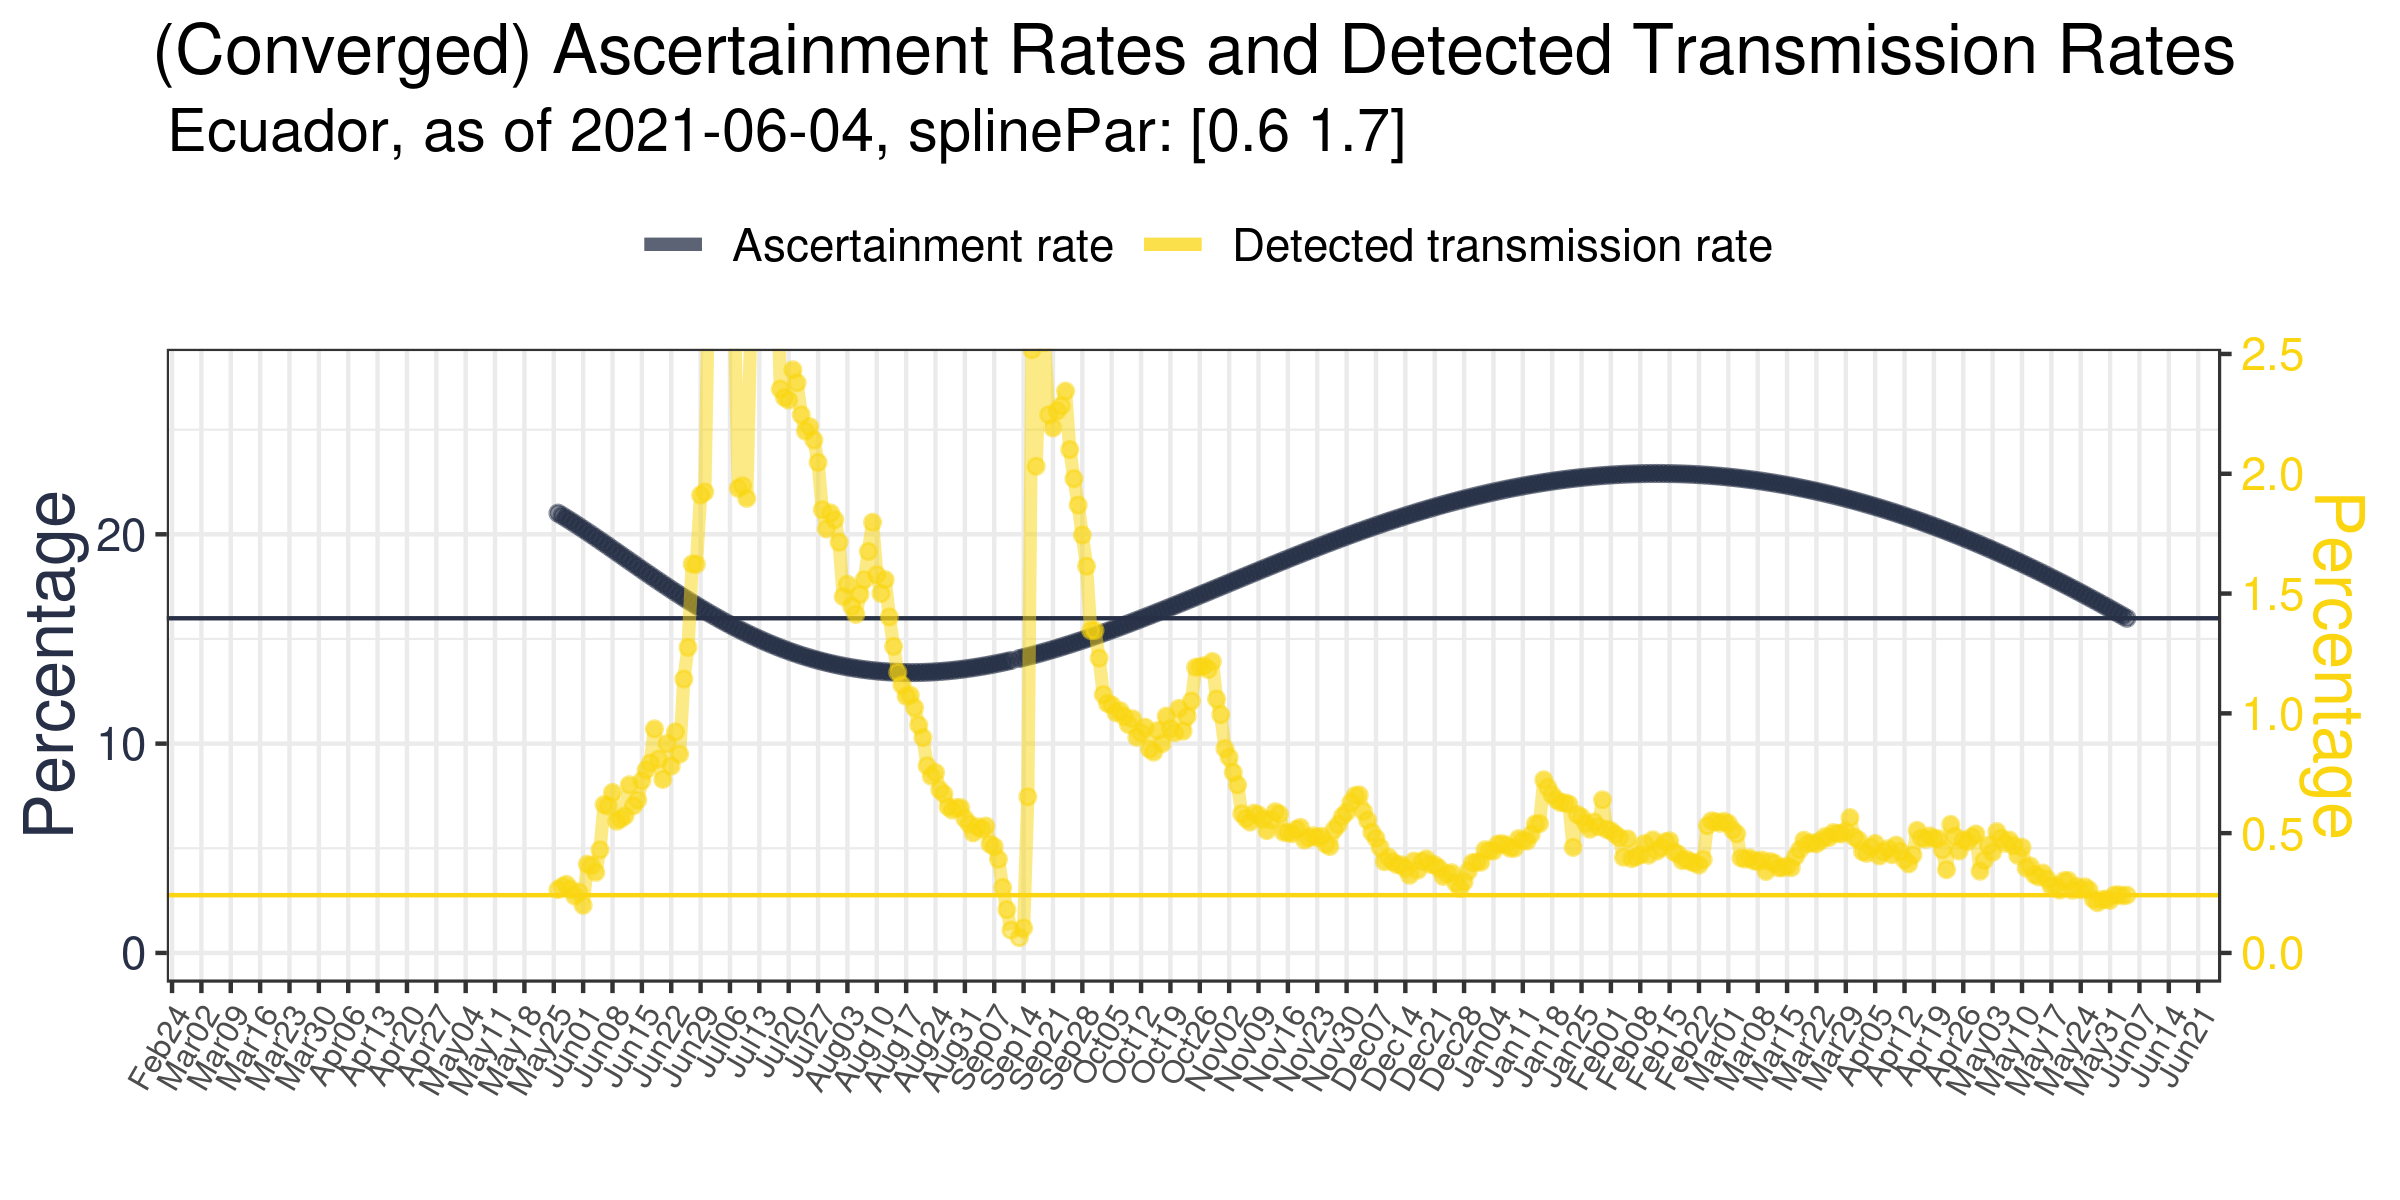 (Converged) Ascertainment Rates and Detected Transmission Rates
Ecuador, as of 2021-06-04, splinePar: [0.6 1.7]
Ascertainment rate
Detected transmission rate
Percentage
20
10
0
2.5
2.0
1.5
1.0
0.5
0.0
Percentage
Feb24
Mar02
Mar09
Mar16
Mar23
Mar30
Apr06
Apr13
Apr20
Apr27
May04
May11
May18
May25
Jun01
Jun08
Jun15
Jun22
Jun29
Jul06
Jul13
Jul20
Jul27
Aug03
Aug10
Aug17
Aug24
Aug31
Sep07
Sep14
Sep21
Sep28
Oct05
Oct12
Oct19
Oct26
Nov02
Nov09
Nov16
Nov23
Nov30
Dec07
Dec14
Dec21
Dec28
Jan04
Jan11
Jan18
Jan25
Feb01
Feb08
Feb15
Feb22
Mar01
Mar08
Mar15
Mar22
Mar29
Apr05
Apr12
Apr19
Apr26
May03
May10
May17
May24
May31
Jun07
Jun14
Jun21